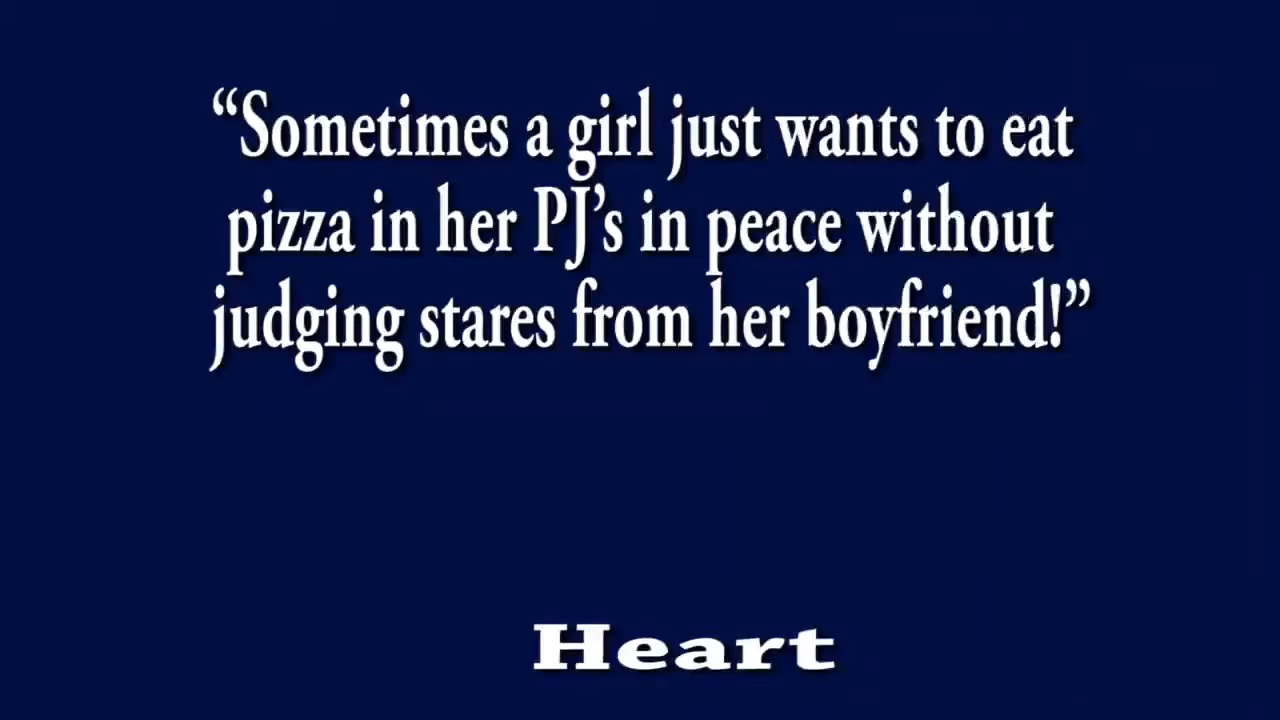 “Sometimes a girl just wants to eat
pizza in her PJ’s in peace without
judging stares from her boyfriend!”
Heart